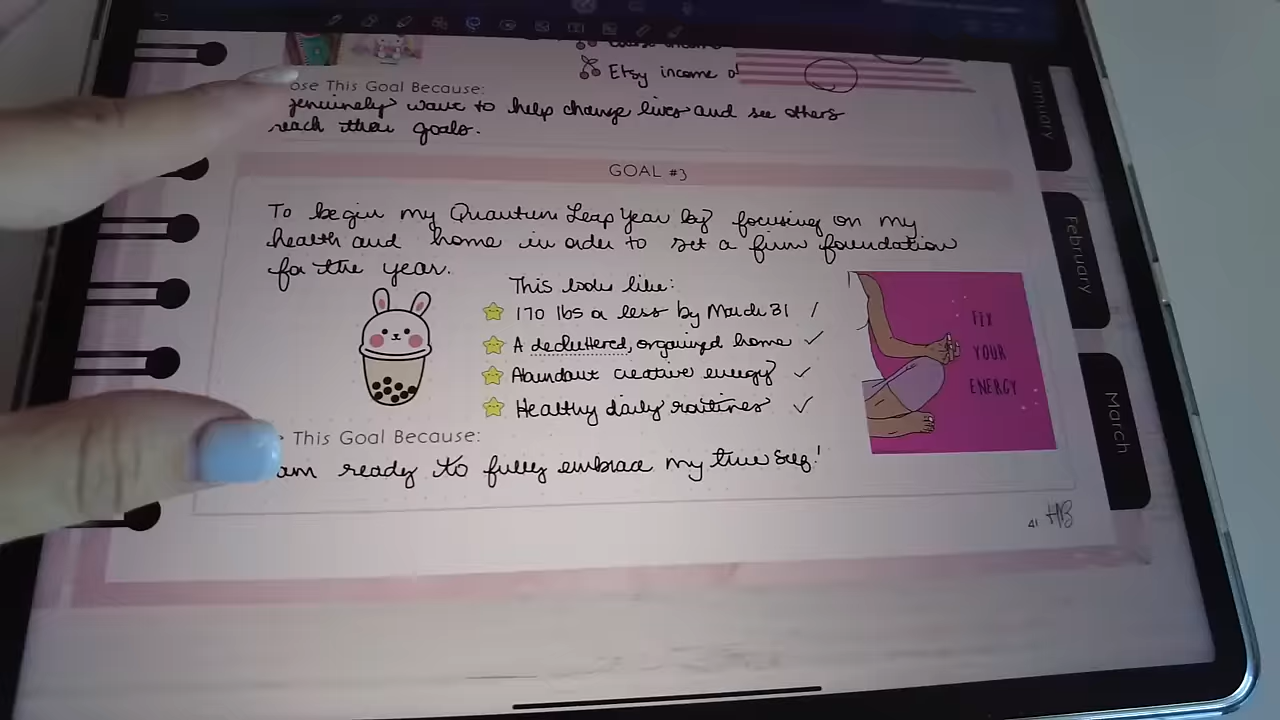 Etsy income
ose This Goal Because:
genuinely want to help change lives and see others
reach their goals.
GOAL #3
To begin my Quantum Leap Year by focusing on my
health and home in order to set a firm foundation
for the year.
This looks like:
170 lbs or less by March 31 /
A decluttered, organized home ✓
Abundant creative energy ✓
Healthy daily routines ✓
This Goal Because:
am ready to fully embrace my true self!
FIX
YOUR
ENERGY
41 HB
January
February
March